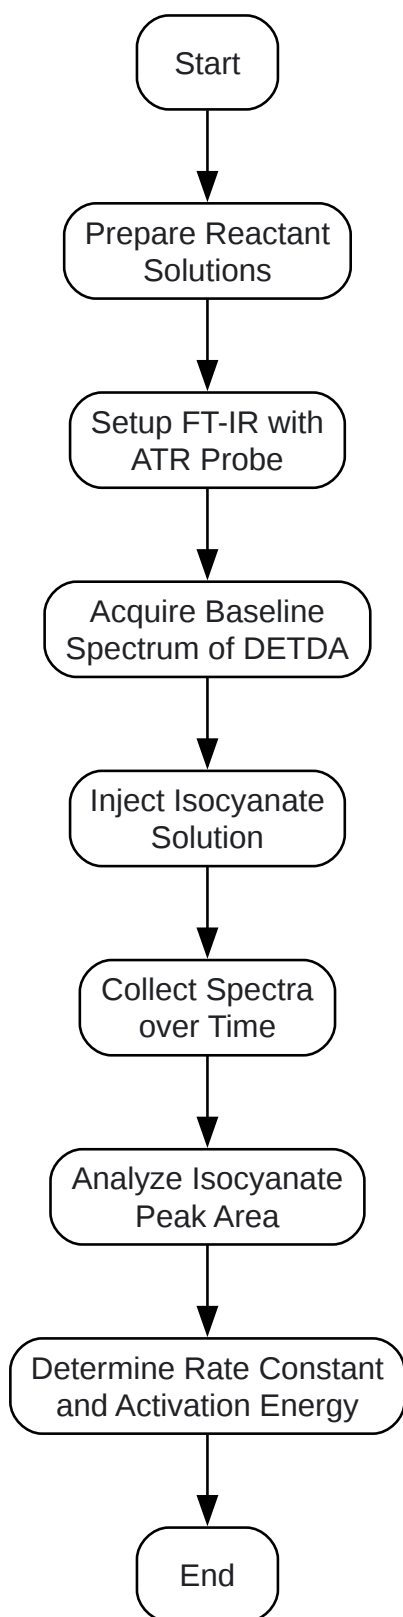 Start
Prepare Reactant
Solutions
Setup FT-IR with
ATR Probe
Acquire Baseline
Spectrum of DETDA
Inject Isocyanate
Solution
Collect Spectra
over Time
Analyze Isocyanate
Peak Area
Determine Rate Constant
and Activation Energy
End